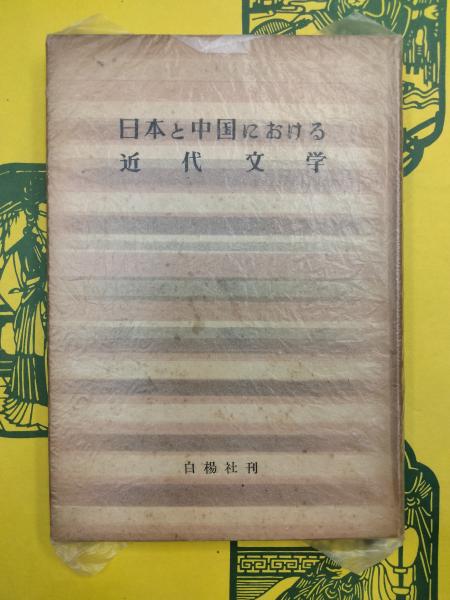 日本と中国における
近代文学
白楊社刊